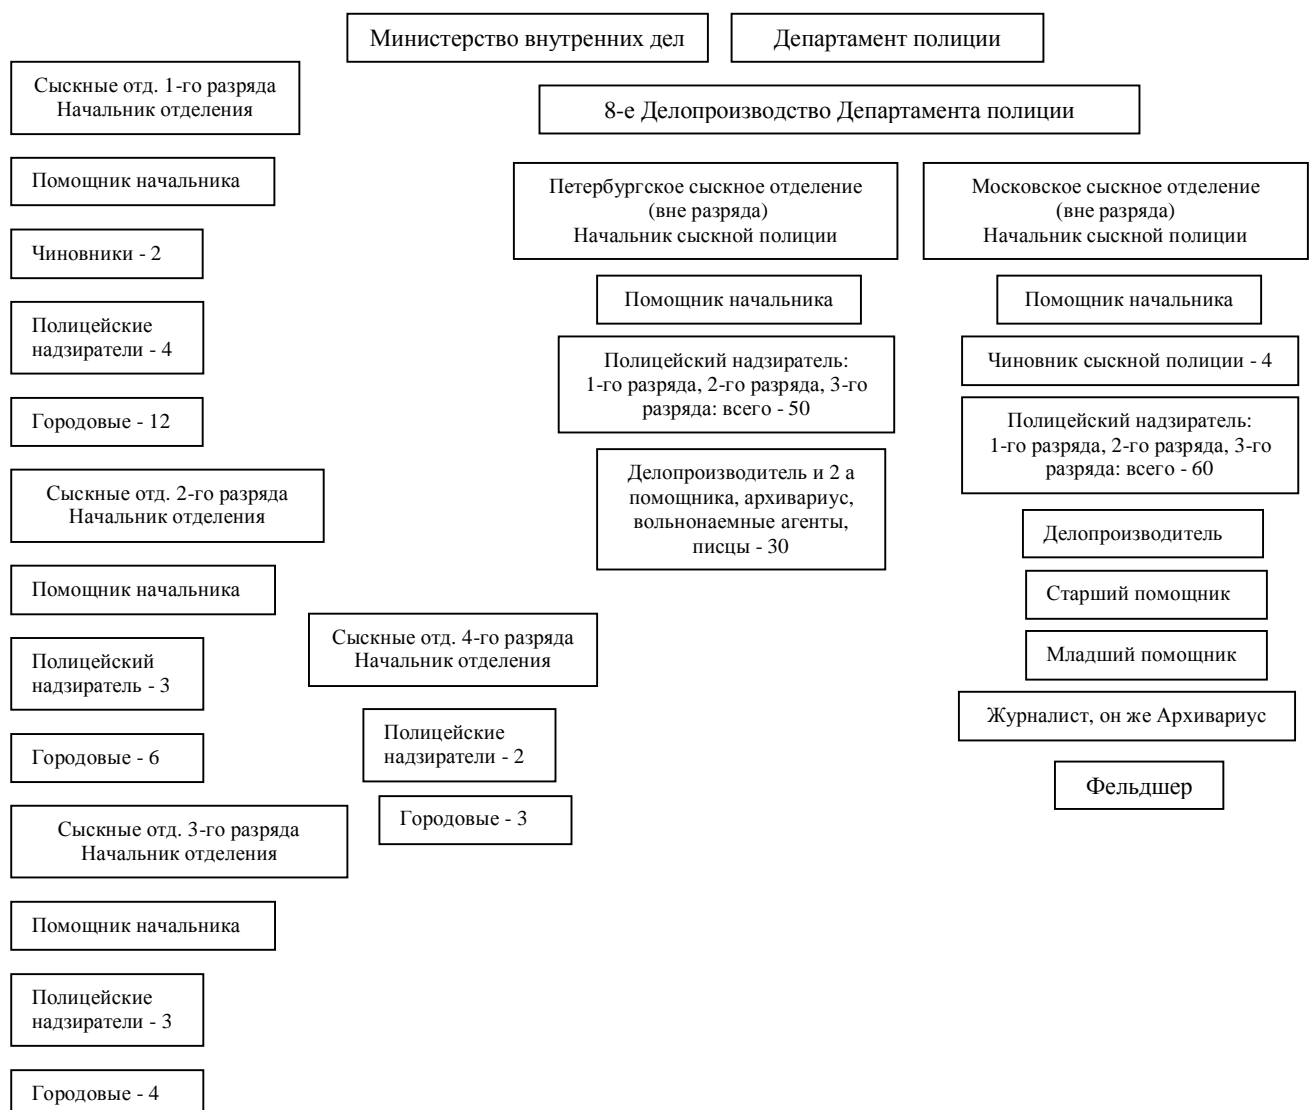 Министерство внутренних дел
Департамент полиции
8-е Делопроизводство Департамента полиции
Сыскные отд. 1-го разряда
Начальник отделения
Помощник начальника
Чиновники - 2
Полицейские
надзиратели - 4
Городовые - 12
Сыскные отд. 2-го разряда
Начальник отделения
Помощник начальника
Полицейский
надзиратель - 3
Городовые - 6
Сыскные отд. 3-го разряда
Начальник отделения
Помощник начальника
Полицейские
надзиратели - 3
Городовые - 4
Сыскные отд. 4-го разряда
Начальник отделения
Полицейские
надзиратели - 2
Городовые - 3
Петербургское сыскное отделение
(вне разряда)
Начальник сыскной полиции
Помощник начальника
Полицейский надзиратель:
1-го разряда, 2-го разряда, 3-го
разряда: всего - 50
Делопроизводитель и 2 а
помощника, архивариус,
вольнонаемные агенты,
писцы - 30
Московское сыскное отделение
(вне разряда)
Начальник сыскной полиции
Помощник начальника
Чиновник сыскной полиции - 4
Полицейский надзиратель:
1-го разряда, 2-го разряда, 3-го
разряда: всего - 60
Делопроизводитель
Старший помощник
Младший помощник
Журналист, он же Архивариус
Фельдшер